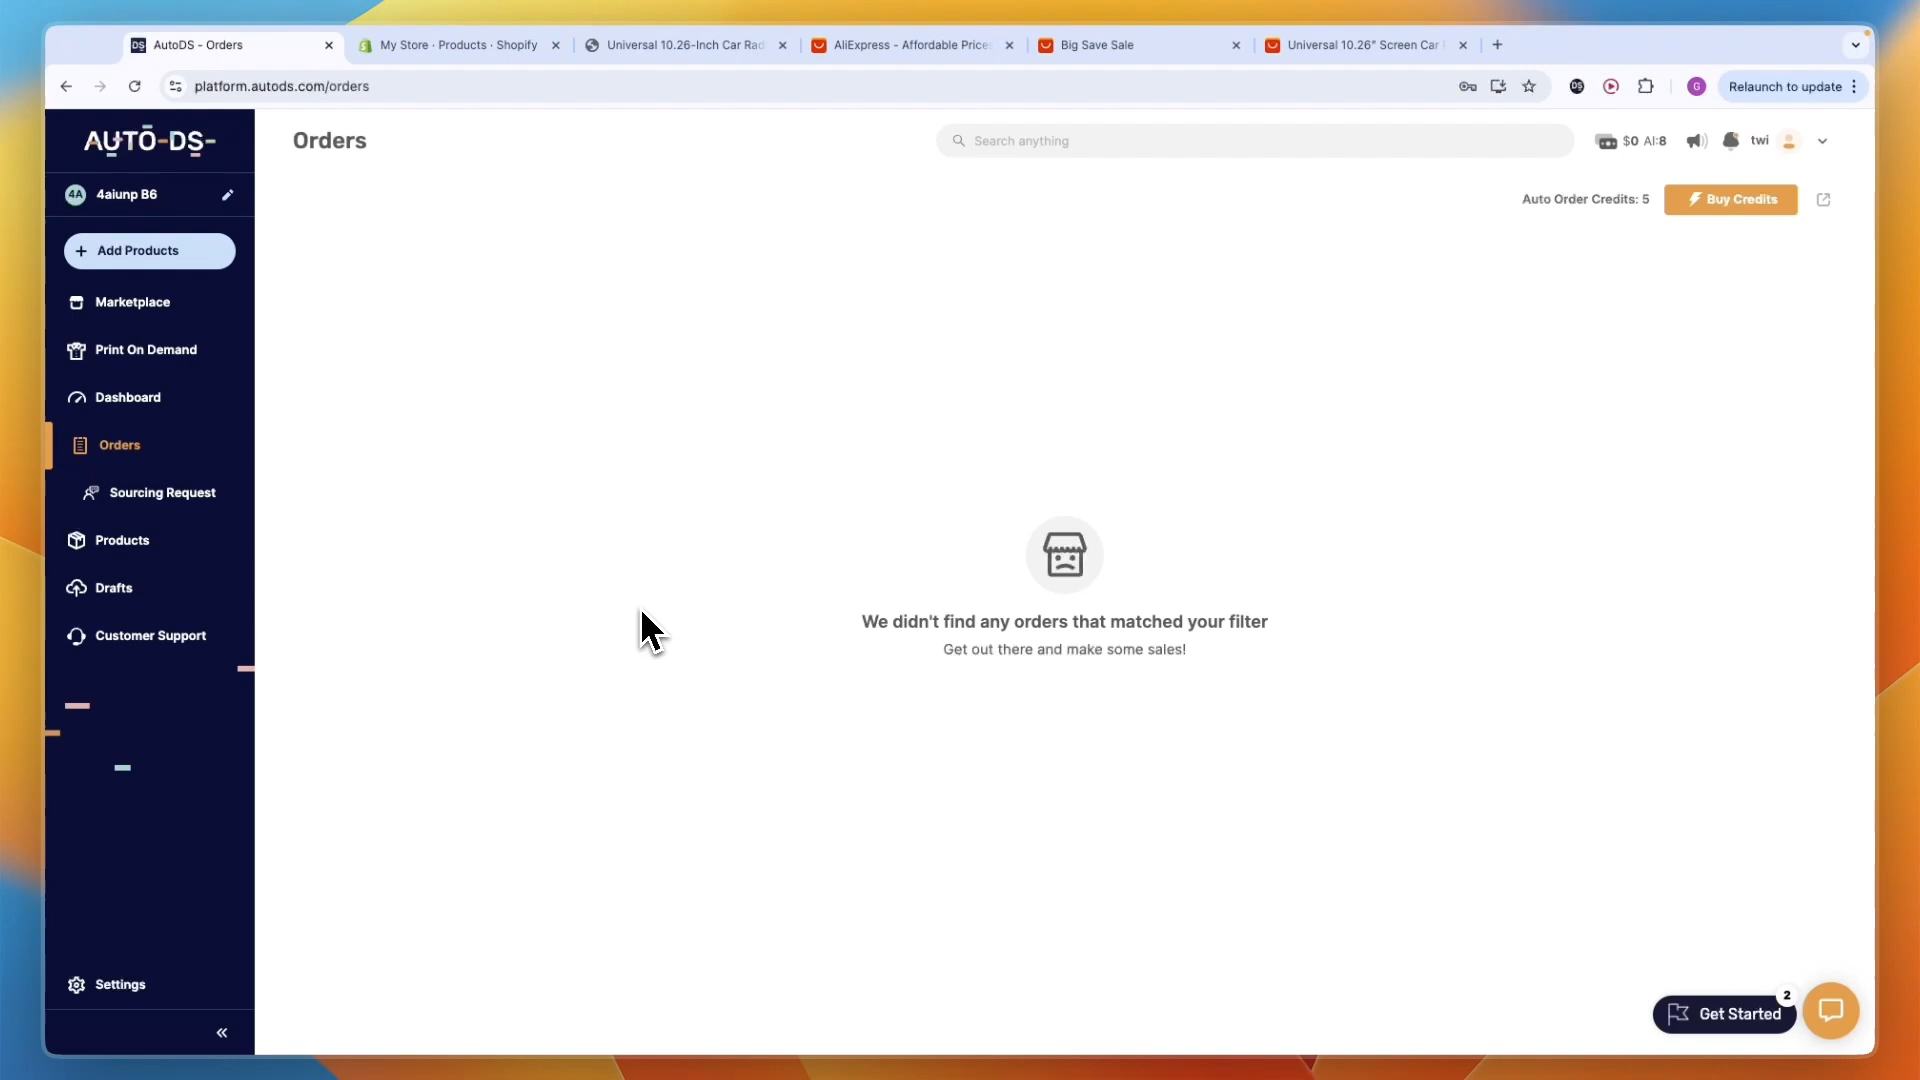 AutoDS - Orders
My Store · Products · Shopify
Universal 10.26-Inch Car Rad
AliExpress - Affordable Price
Big Save Sale
Universal 10.26" Screen Car
platform.autods.com/orders
G
Relaunch to update
AUTO-DS-
Orders
Search anything
$0 AI:8
twi
4A
4aiunp B6
Auto Order Credits: 5
Buy Credits
+ Add Products
Marketplace
Print On Demand
Dashboard
Orders
Sourcing Request
Products
Drafts
Customer Support
We didn't find any orders that matched your filter
Get out there and make some sales!
Settings
2
Get Started